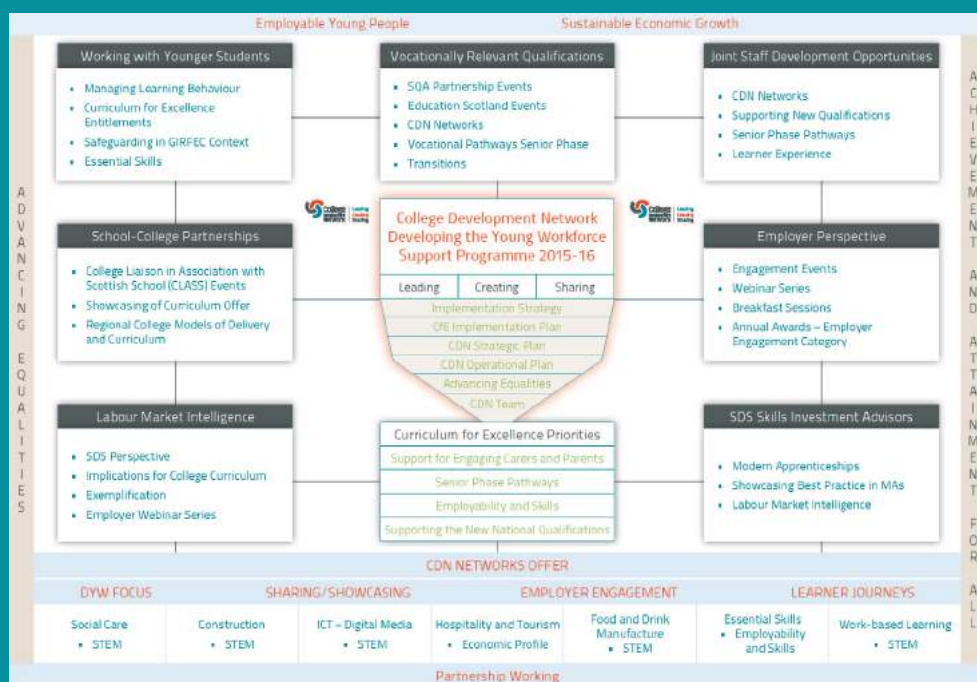 Employable Young People
Sustainable Economic Growth
ADVANCING EQUALITIES
ACHIEVEMENT AND ATTAINMENT FOR ALL
Working with Younger Students
• Managing Learning Behaviour
• Curriculum for Excellence
Entitlements
• Safeguarding in GIRFEC Context
• Essential Skills
Vocationally Relevant Qualifications
• SQA Partnership Events
• Education Scotland Events
• CDN Networks
• Vocational Pathways Senior Phase
• Transitions
Joint Staff Development Opportunities
• CDN Networks
• Supporting New Qualifications
• Senior Phase Pathways
• Learner Experience
School-College Partnerships
• College Liaison in Association with
Scottish School (CLASS) Events
• Showcasing of Curriculum Offer
• Regional College Models of Delivery
and Curriculum
College Development Network
Developing the Young Workforce
Support Programme 2015-16
Leading Creating Sharing
Implementation Strategy
CfE Implementation Plan
CDN Strategic Plan
CDN Operational Plan
Advancing Equalities
CDN Team
Employer Perspective
• Engagement Events
• Webinar Series
• Breakfast Sessions
• Annual Awards – Employer
Engagement Category
Labour Market Intelligence
• SDS Perspective
• Implications for College Curriculum
• Exemplification
• Employer Webinar Series
Curriculum for Excellence Priorities
Support for Engaging Carers and Parents
Senior Phase Pathways
Employability and Skills
Supporting the New National Qualifications
SDS Skills Investment Advisors
• Modern Apprenticeships
• Showcasing Best Practice in MAs
• Labour Market Intelligence
CDN NETWORKS OFFER
DYW FOCUS
SHARING/SHOWCASING
EMPLOYER ENGAGEMENT
LEARNER JOURNEYS
Social Care
• STEM
Construction
• STEM
ICT – Digital Media
• STEM
Hospitality and Tourism
• Economic Profile
Food and Drink
Manufacture
• STEM
Essential Skills
• Employability
and Skills
Work-based Learning
• STEM
Partnership Working